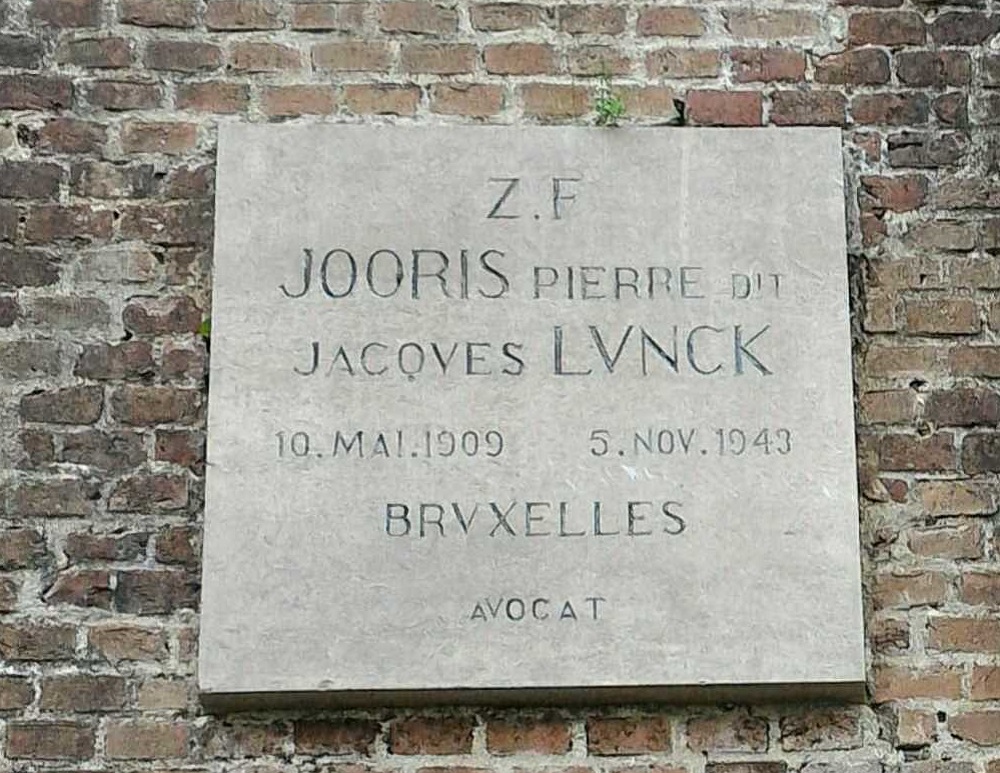 Z.F
JOORIS PIERRE DIT
JACQVES LVNCK
10.MAI.1909 5.NOV.1943
BRVXELLES
AVOCAT